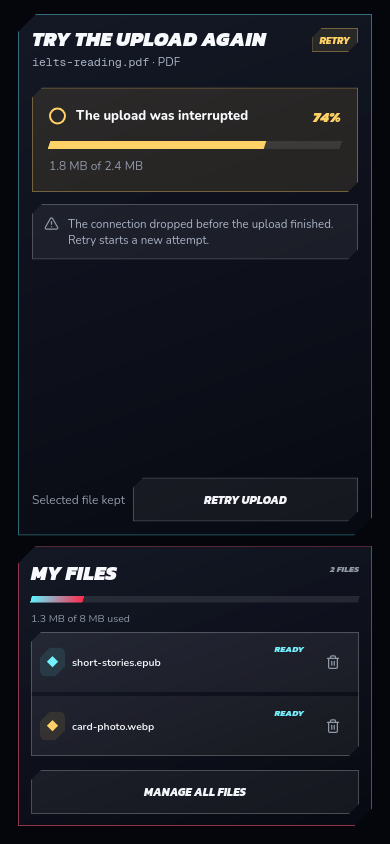 TRY THE UPLOAD AGAIN
RETRY
ielts-reading.pdf · PDF
The upload was interrupted
74%
1.8 MB of 2.4 MB
The connection dropped before the upload finished.
Retry starts a new attempt.
Selected file kept
RETRY UPLOAD
MY FILES
2 FILES
1.3 MB of 8 MB used
READY
short-stories.epub
READY
card-photo.webp
MANAGE ALL FILES